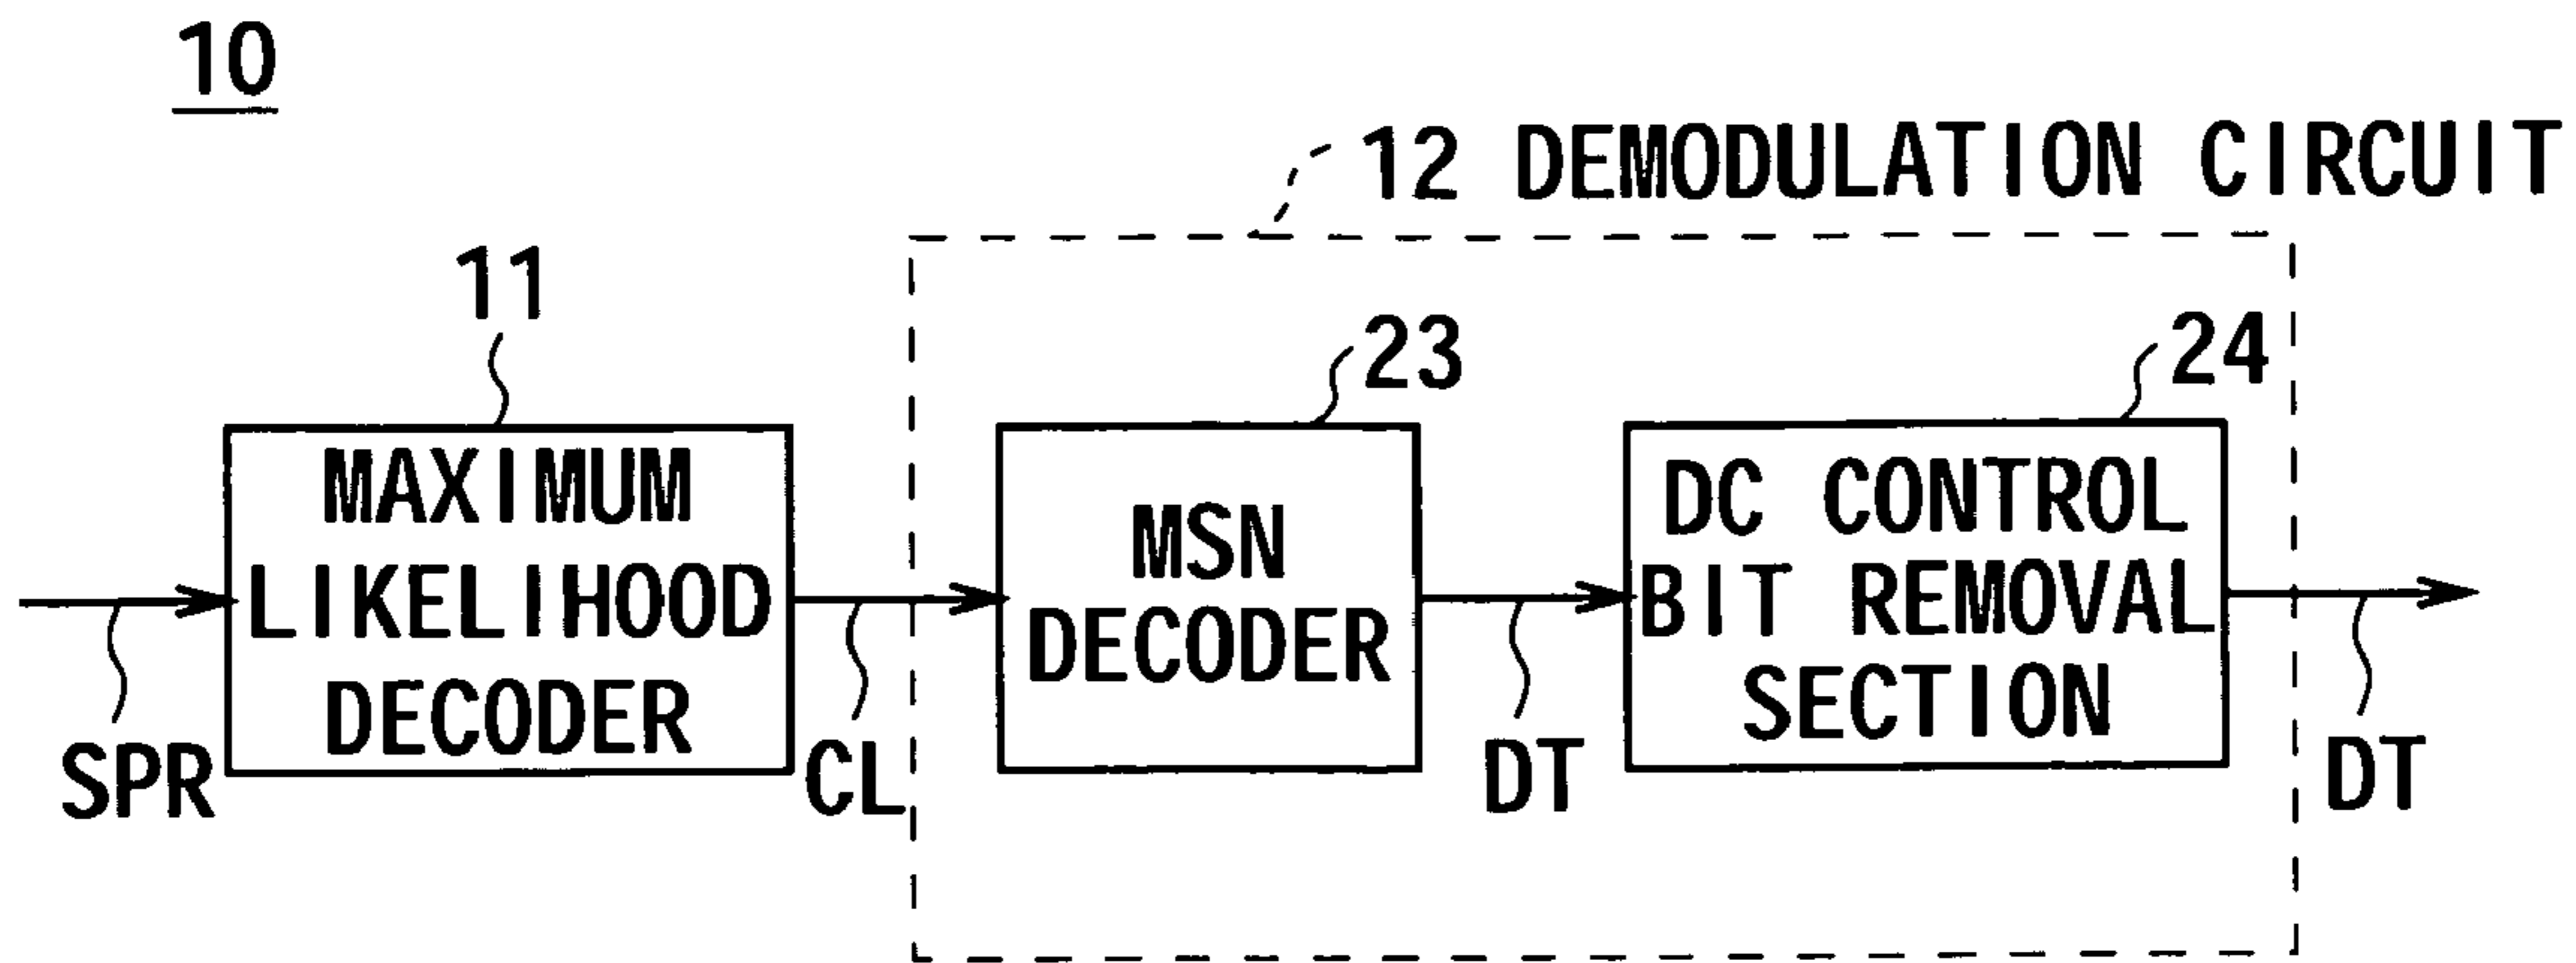 10
12 DEMODULATION CIRCUIT
11
23
24
MAXIMUM
LIKELIHOOD
DECODER
MSN
DECODER
DC CONTROL
BIT REMOVAL
SECTION
SPR
CL
DT
DT